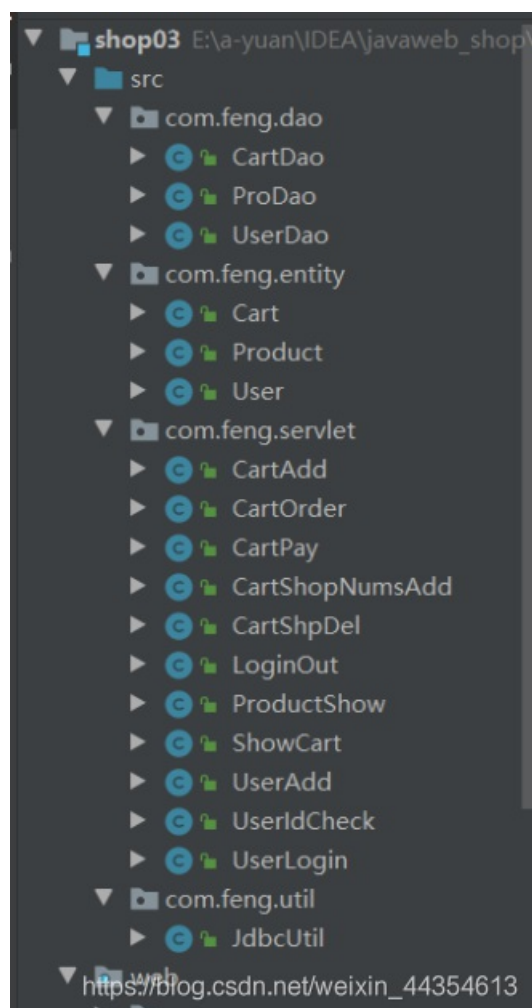 shop03 E:\a-yuan\IDEA\javaweb_shop\
src
com.feng.dao
CartDao
ProDao
UserDao
com.feng.entity
Cart
Product
User
com.feng.servlet
CartAdd
CartOrder
CartPay
CartShopNumsAdd
CartShpDel
LoginOut
ProductShow
ShowCart
UserAdd
UserIdCheck
UserLogin
com.feng.util
JdbcUtil
web
https://blog.csdn.net/weixin_44354613